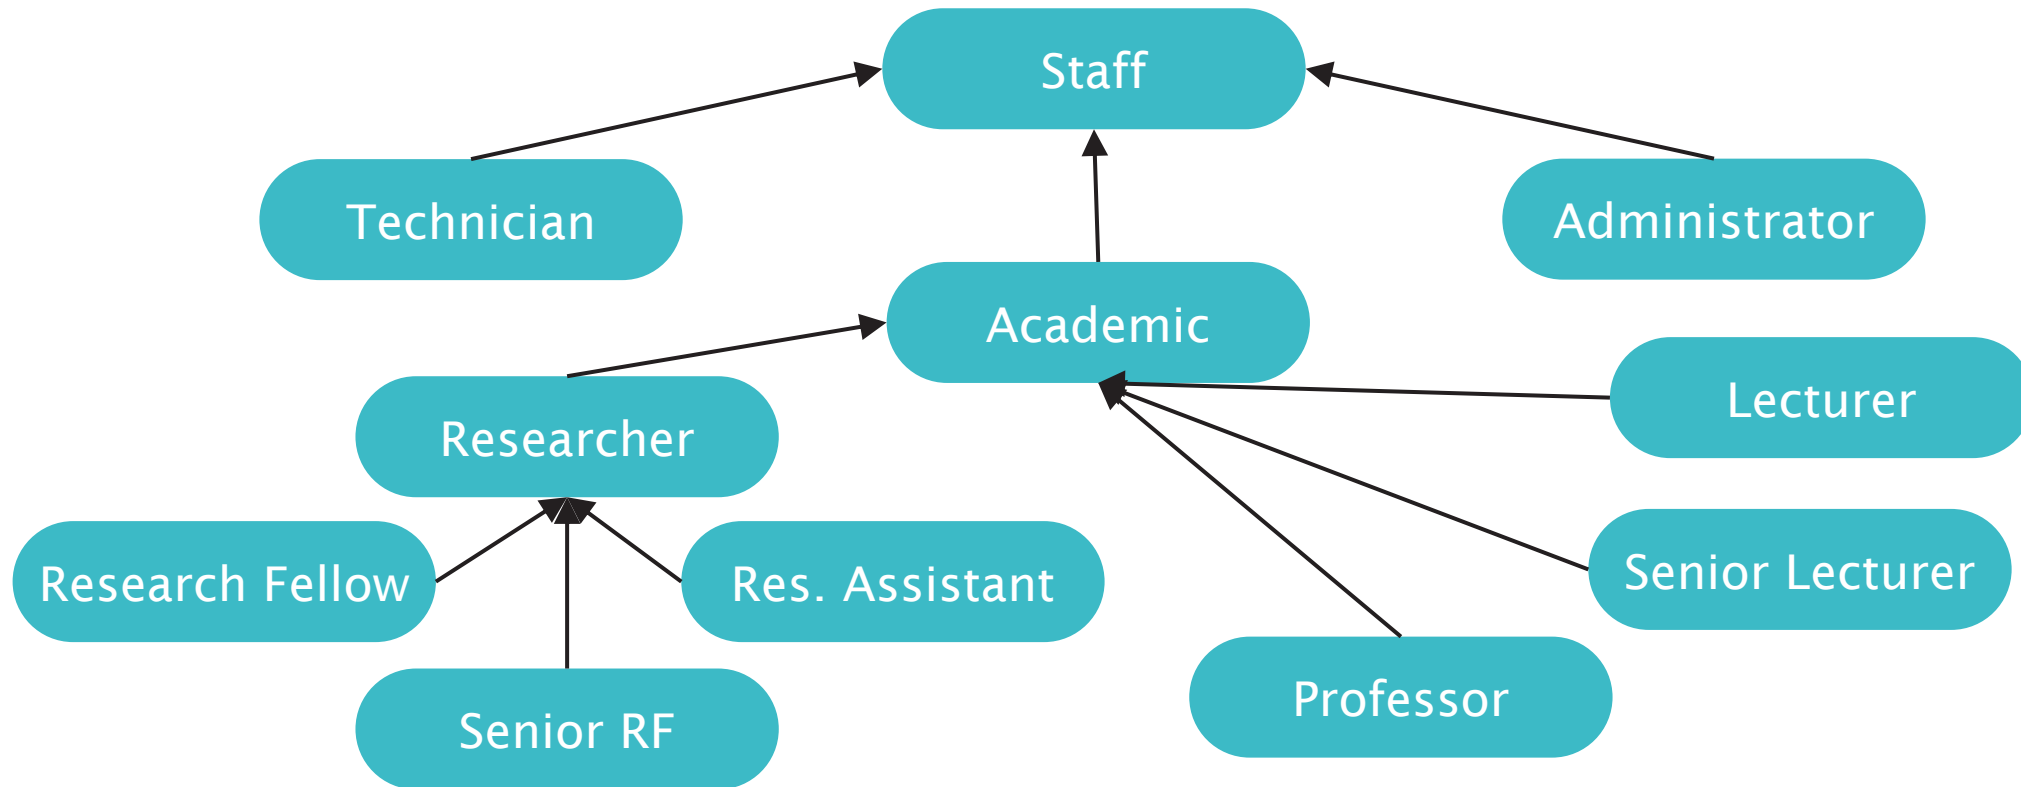 Staff
Technician
Administrator
Academic
Lecturer
Researcher
Research Fellow
Res. Assistant
Senior Lecturer
Senior RF
Professor